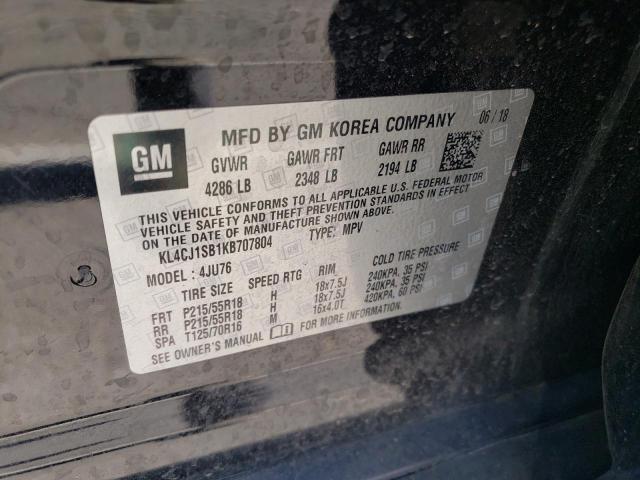 GM
MFD BY GM KOREA COMPANY 06/18
GVWR GAWR FRT GAWR RR
4286 LB 2348 LB 2194 LB
THIS VEHICLE CONFORMS TO ALL APPLICABLE U.S. FEDERAL MOTOR
VEHICLE SAFETY AND THEFT PREVENTION STANDARDS IN EFFECT
ON THE DATE OF MANUFACTURE SHOWN ABOVE.
KL4CJ1SB1KB707804 TYPE: MPV
MODEL: 4JU76
TIRE SIZE SPEED RTG RIM COLD TIRE PRESSURE
FRT P215/55R18 H 18x7.5J 240KPA, 35 PSI
RR P215/55R18 H 18x7.5J 240KPA, 35 PSI
SPA T125/70R16 M 16x4.0T 420KPA, 60 PSI
SEE OWNER'S MANUAL FOR MORE INFORMATION.